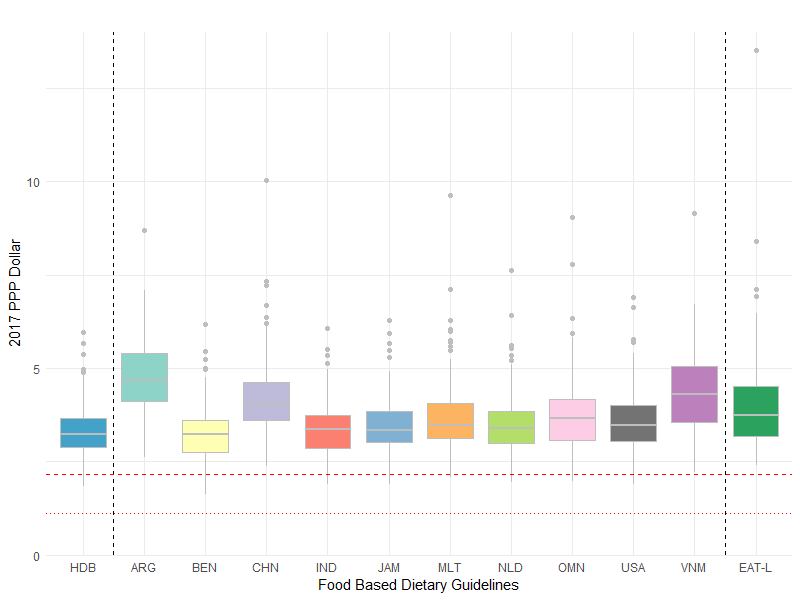 2017 PPP Dollar
10
5
0
HDB ARG BEN CHN IND JAM MLT NLD OMN USA VNM EAT-L
Food Based Dietary Guidelines